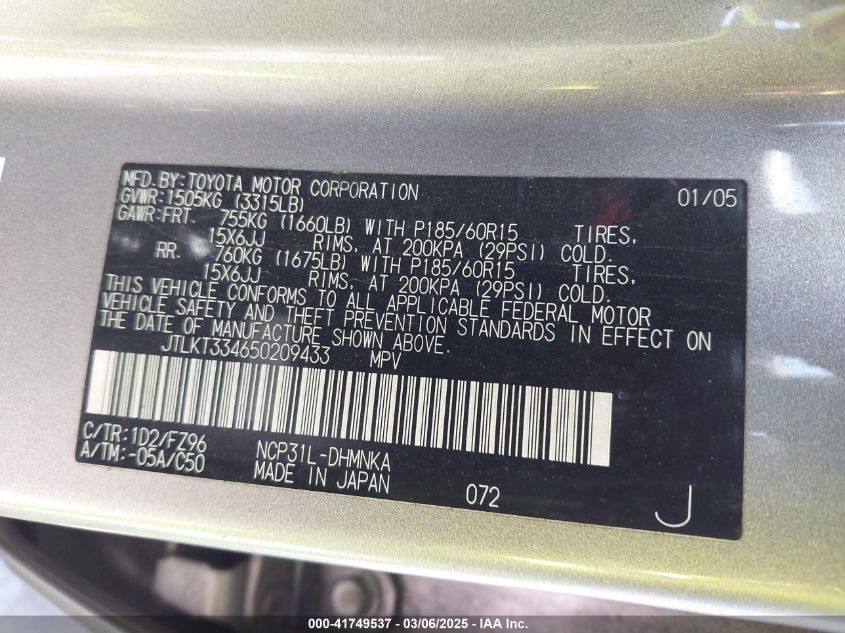 MFD.BY:TOYOTA MOTOR CORPORATION 01/05
GVWR:1505KG (3315LB)
GAWR:FRT. 755KG (1660LB) WITH P185/60R15 TIRES,
15X6JJ RIMS, AT 200KPA (29PSI) COLD.
RR. 760KG (1675LB) WITH P185/60R15 TIRES,
15X6JJ RIMS, AT 200KPA (29PSI) COLD.
THIS VEHICLE CONFORMS TO ALL APPLICABLE FEDERAL MOTOR
VEHICLE SAFETY AND THEFT PREVENTION STANDARDS IN EFFECT ON
THE DATE OF MANUFACTURE SHOWN ABOVE.
JTLKT334650209433 MPV
C/TR:1D2/FZ96 NCP31L-DHMNKA
A/TM:-05A/C50 MADE IN JAPAN 072 J
000-41749537 - 03/06/2025 - IAA Inc.